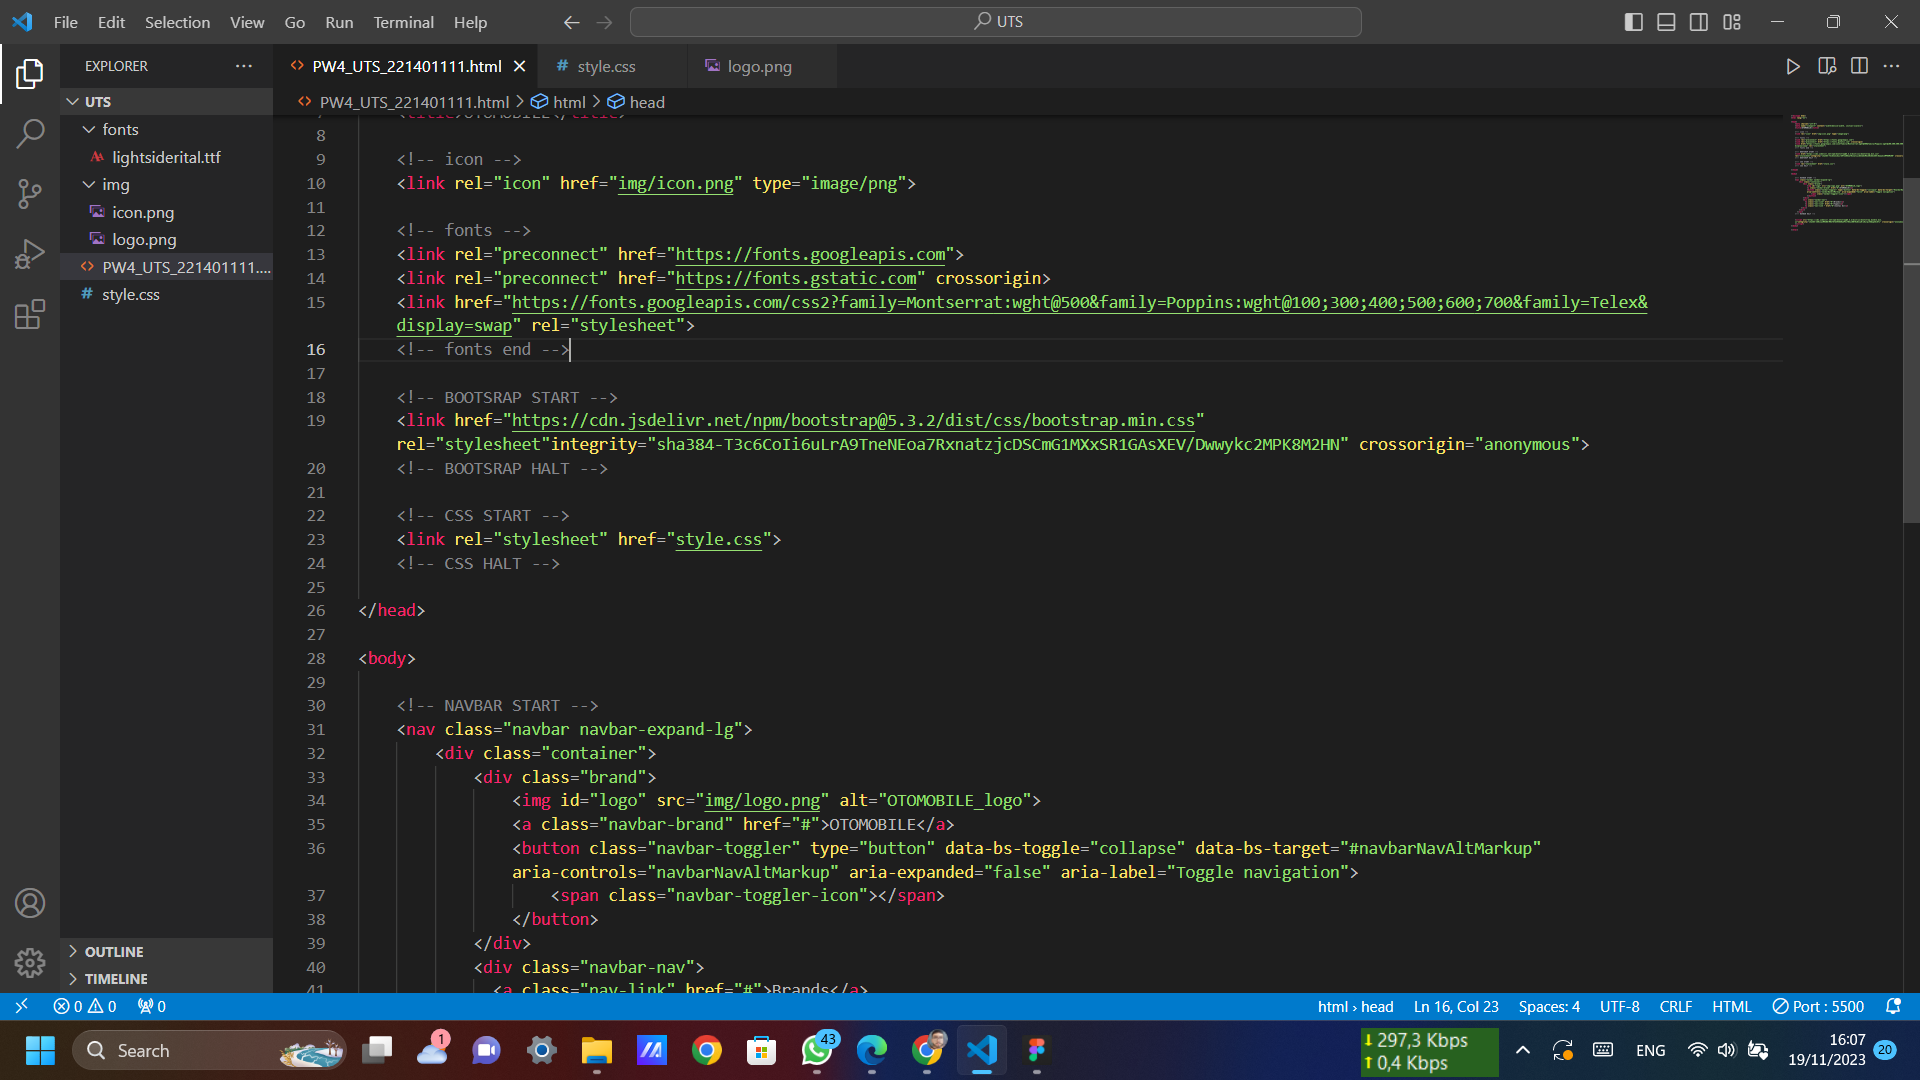 File Edit Selection View Go Run Terminal Help
UTS
EXPLORER
PW4_UTS_221401111.html
style.css
logo.png
UTS
PW4_UTS_221401111.html > html > head
fonts
lightsiderital.ttf
img
icon.png
logo.png
PW4_UTS_221401111....
style.css
<title>OTOMOBILE</title>
8
9 <!-- icon -->
10 <link rel="icon" href="img/icon.png" type="image/png">
11
12 <!-- fonts -->
13 <link rel="preconnect" href="https://fonts.googleapis.com">
14 <link rel="preconnect" href="https://fonts.gstatic.com" crossorigin>
15 <link href="https://fonts.googleapis.com/css2?family=Montserrat:wght@500&family=Poppins:wght@100;300;400;500;600;700&family=Telex&
display=swap" rel="stylesheet">
16 <!-- fonts end -->
17
18 <!-- BOOTSRAP START -->
19 <link href="https://cdn.jsdelivr.net/npm/bootstrap@5.3.2/dist/css/bootstrap.min.css"
rel="stylesheet"integrity="sha384-T3c6CoIi6uLrA9TneNEoa7RxnatzjcDSCmG1MXxSR1GAsXEV/Dwwykc2MPK8M2HN" crossorigin="anonymous">
20 <!-- BOOTSRAP HALT -->
21
22 <!-- CSS START -->
23 <link rel="stylesheet" href="style.css">
24 <!-- CSS HALT -->
25
26 </head>
27
28 <body>
29
30 <!-- NAVBAR START -->
31 <nav class="navbar navbar-expand-lg">
32 <div class="container">
33 <div class="brand">
34 <img id="logo" src="img/logo.png" alt="OTOMOBILE_logo">
35 <a class="navbar-brand" href="#">OTOMOBILE</a>
36 <button class="navbar-toggler" type="button" data-bs-toggle="collapse" data-bs-target="#navbarNavAltMarkup"
aria-controls="navbarNavAltMarkup" aria-expanded="false" aria-label="Toggle navigation">
37 <span class="navbar-toggler-icon"></span>
38 </button>
39 </div>
40 <div class="navbar-nav">
41 <a class="nav-link" href="#">Brands</a>
OUTLINE
TIMELINE
0 0 0
html › head Ln 16, Col 23 Spaces: 4 UTF-8 CRLF HTML Port : 5500
Search
1
43
297,3 Kbps
0,4 Kbps
ENG
16:07
19/11/2023
20